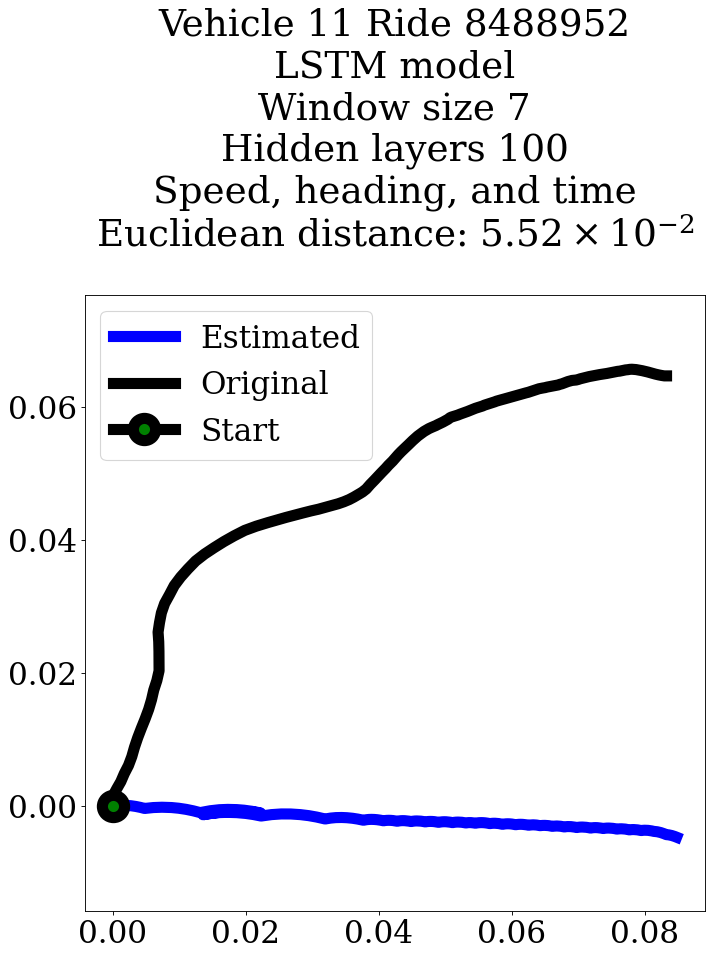 Vehicle 11 Ride 8488952
LSTM model
Window size 7
Hidden layers 100
Speed, heading, and time
Euclidean distance: 5.52 × 10⁻²
Estimated
Original
Start
0.06
0.04
0.02
0.00
0.00 0.02 0.04 0.06 0.08